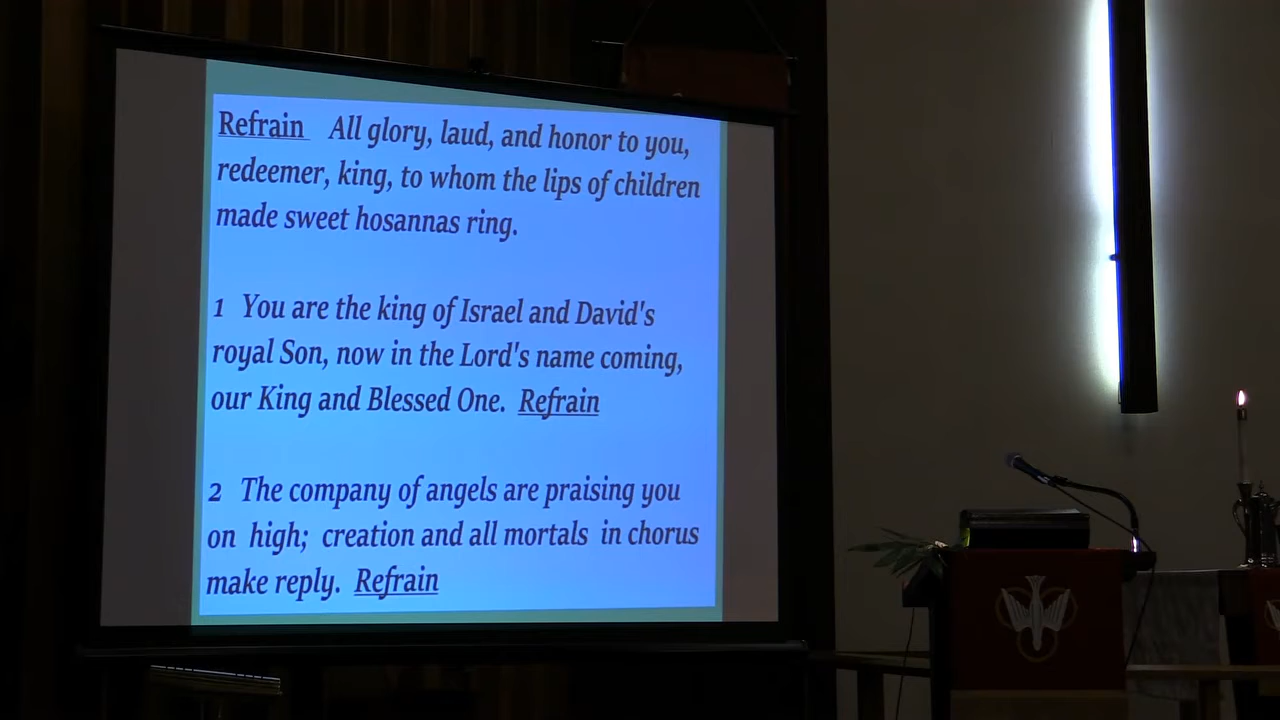 Refrain All glory, laud, and honor to you,
redeemer, king, to whom the lips of children
made sweet hosannas ring.
1 You are the king of Israel and David's
royal Son, now in the Lord's name coming,
our King and Blessed One. Refrain
2 The company of angels are praising you
on high; creation and all mortals in chorus
make reply. Refrain